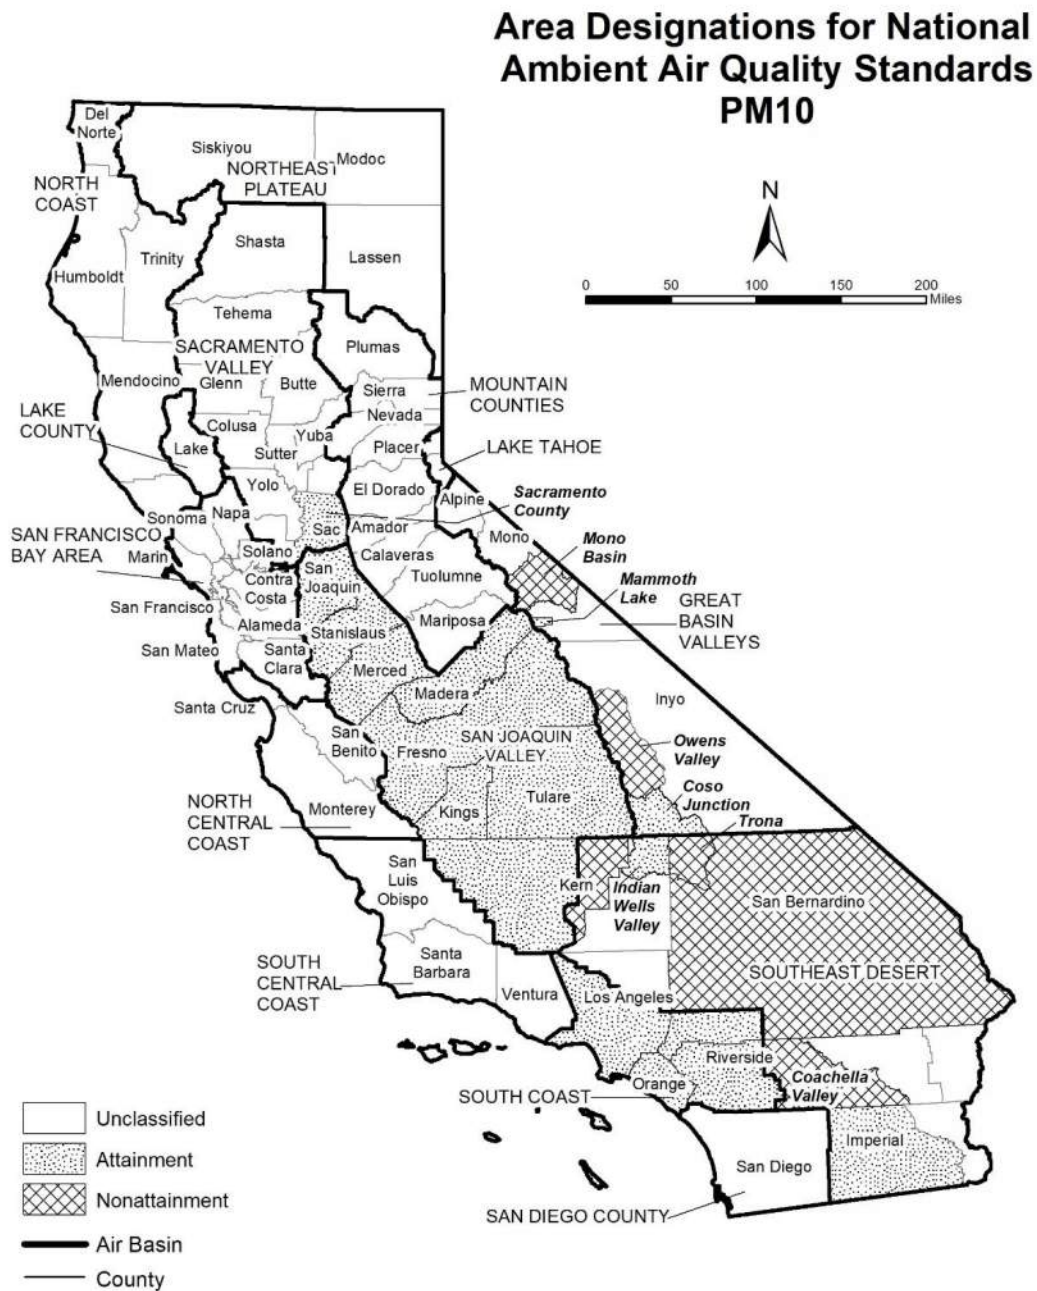 Area Designations for National
Ambient Air Quality Standards
PM10
N
0 50 100 150 200
Miles
Del
Norte
Siskiyou
Modoc
NORTHEAST
PLATEAU
NORTH
COAST
Shasta
Trinity
Lassen
Humboldt
Tehema
SACRAMENTO
VALLEY
Plumas
Mendocino
Glenn
Butte
Sierra
MOUNTAIN
COUNTIES
LAKE
COUNTY
Nevada
Colusa
Yuba
Lake
Sutter
Placer
LAKE TAHOE
Yolo
El Dorado
Alpine
Sacramento
County
Sonoma
Napa
Sac
Amador
Mono
Mono
Basin
SAN FRANCISCO
BAY AREA
Marin
Solano
Calaveras
Contra
Costa
San
Joaquin
Tuolumne
Mammoth
Lake
San Francisco
Alameda
Stanislaus
Mariposa
GREAT
BASIN
VALLEYS
San Mateo
Santa
Clara
Merced
Madera
Inyo
Santa Cruz
San
Benito
Fresno
SAN JOAQUIN
VALLEY
Owens
Valley
Coso
Junction
Trona
NORTH
CENTRAL
COAST
Monterey
Kings
Tulare
San
Luis
Obispo
Kern
Indian
Wells
Valley
San Bernardino
SOUTH
CENTRAL
COAST
Santa
Barbara
Ventura
Los Angeles
SOUTHEAST DESERT
Riverside
Orange
Coachella
Valley
SOUTH COAST
Imperial
San Diego
SAN DIEGO COUNTY
Unclassified
Attainment
Nonattainment
Air Basin
County